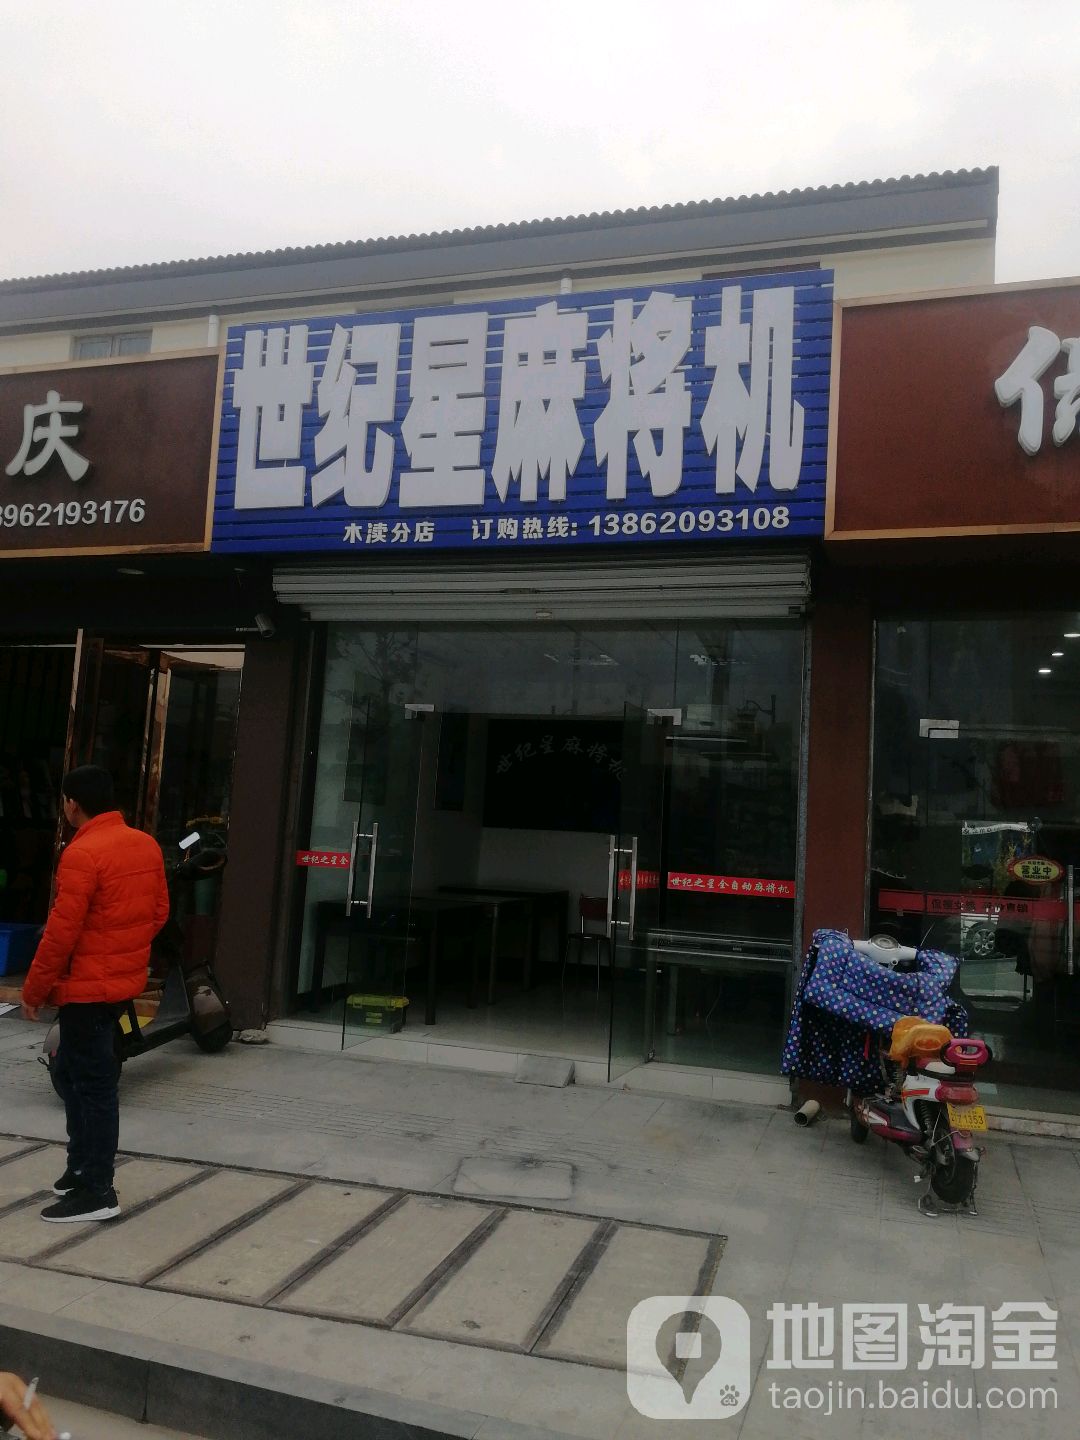 世纪星麻将机
木渎分店 订购热线: 13862093108
庆
3962193176
世纪星麻将机
世纪之星全
世纪之星全自动麻将机
营业中
1353
地图淘金
taojin.baidu.com